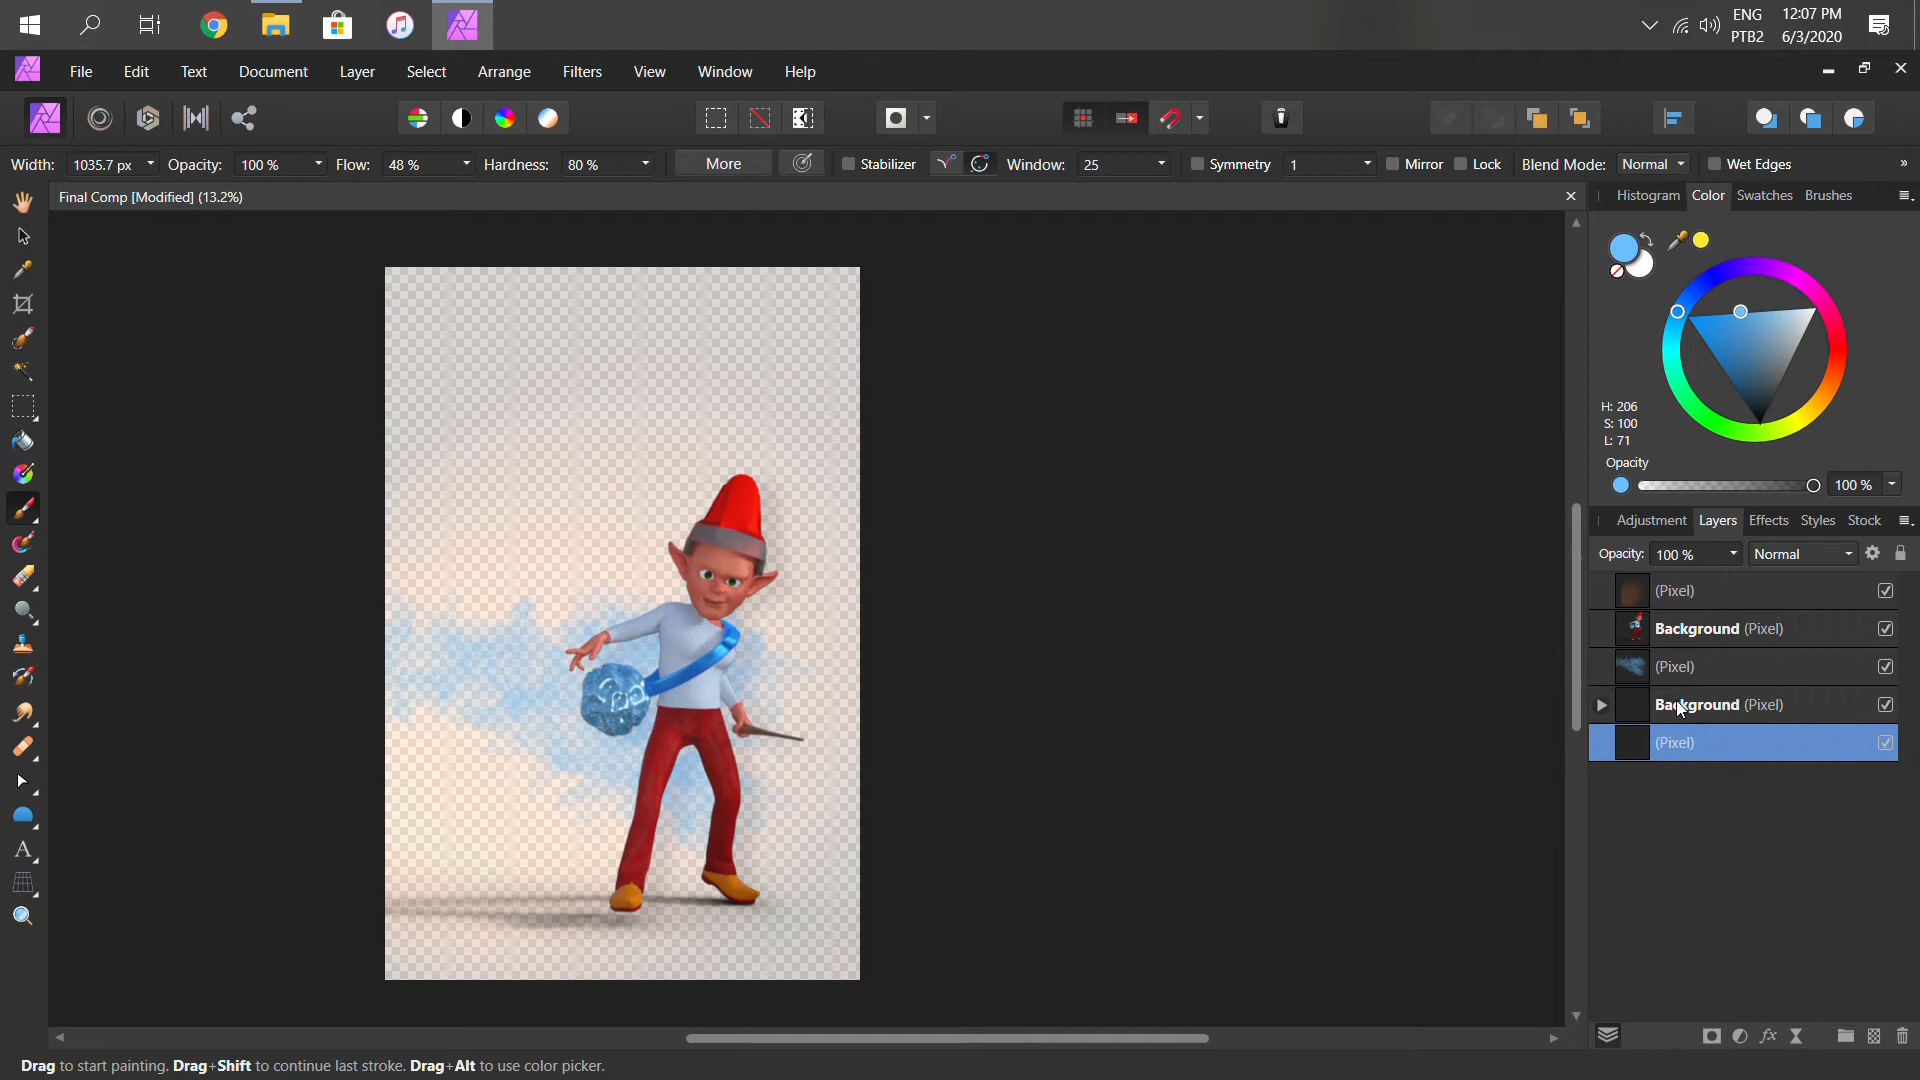 ENG
12:07 PM
PTB2
6/3/2020
File Edit Text Document Layer Select Arrange Filters View Window Help
Width: 1035.7 px Opacity: 100 % Flow: 48 % Hardness: 80 % More Stabilizer Window: 25 Symmetry 1 Mirror Lock Blend Mode: Normal Wet Edges »
Final Comp [Modified] (13.2%)
Histogram Color Swatches Brushes
H: 206
S: 100
L: 71
Opacity
100 %
Adjustment Layers Effects Styles Stock
Opacity: 100 % Normal
(Pixel)
Background (Pixel)
(Pixel)
Background (Pixel)
(Pixel)
fx
Drag to start painting. Drag+Shift to continue last stroke. Drag+Alt to use color picker.